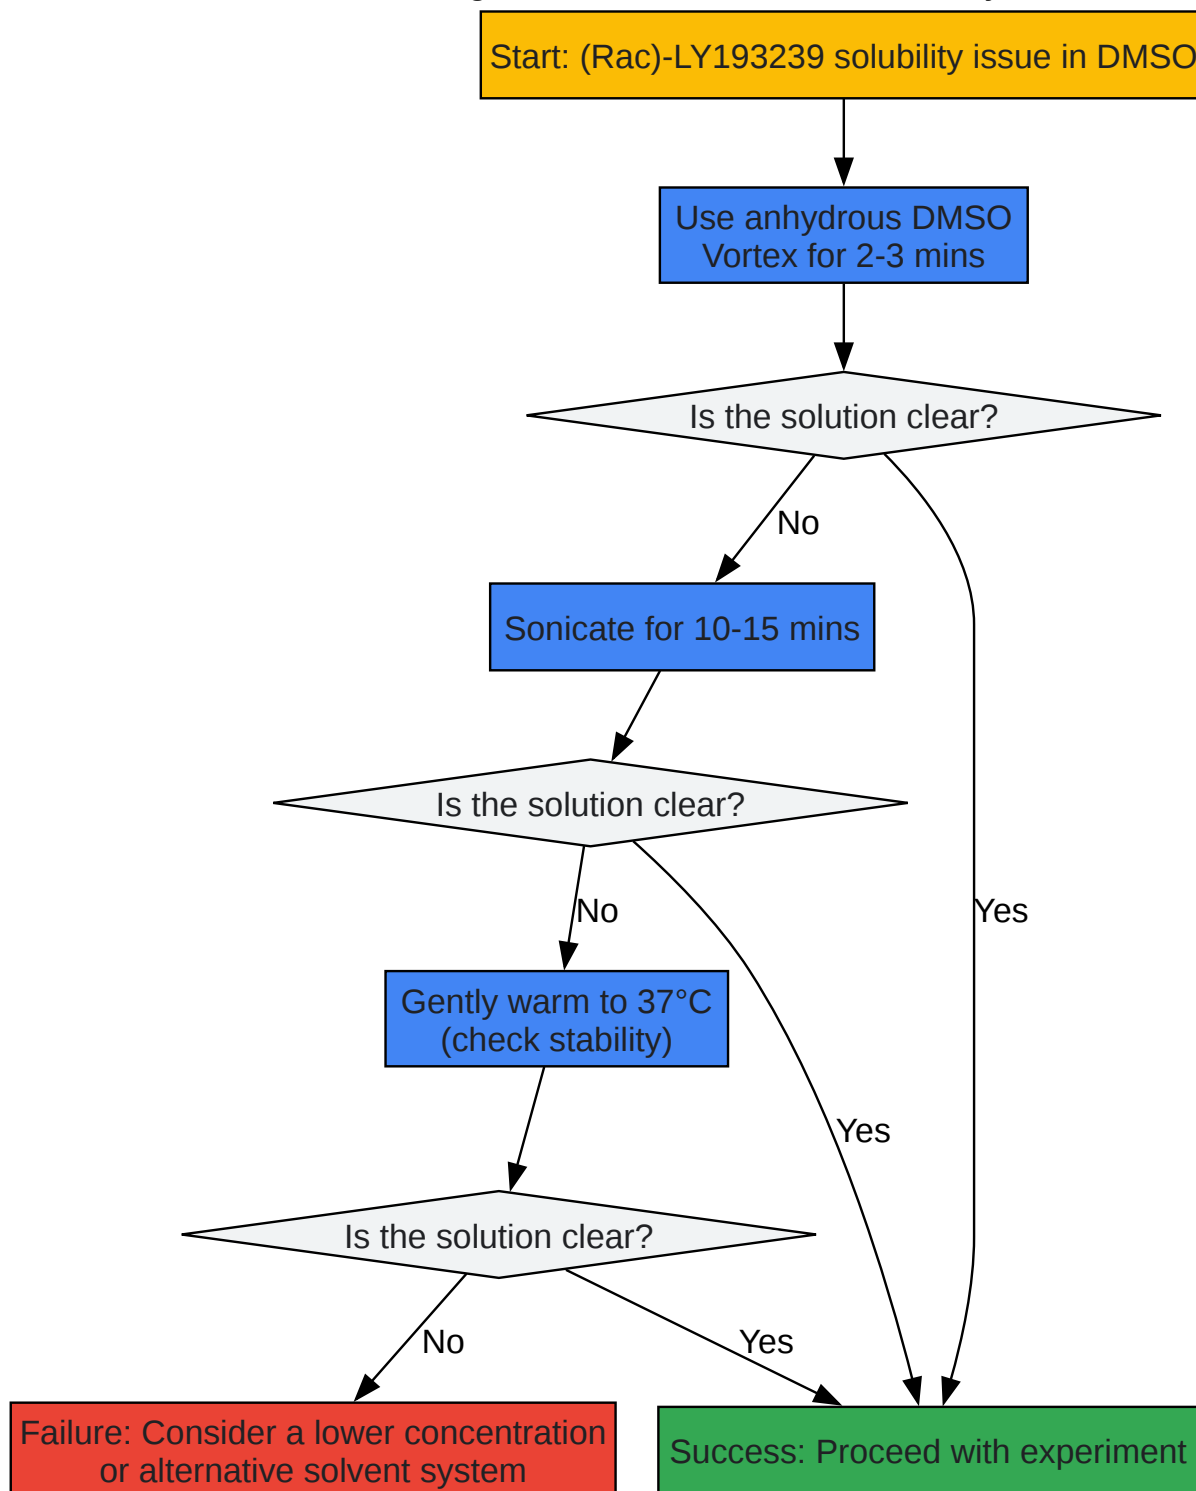 Start: (Rac)-LY193239 solubility issue in DMSO
Use anhydrous DMSO
Vortex for 2-3 mins
Is the solution clear?
No
Sonicate for 10-15 mins
Is the solution clear?
No
Yes
Gently warm to 37°C
(check stability)
Yes
Is the solution clear?
No
Yes
Failure: Consider a lower concentration
or alternative solvent system
Success: Proceed with experiment